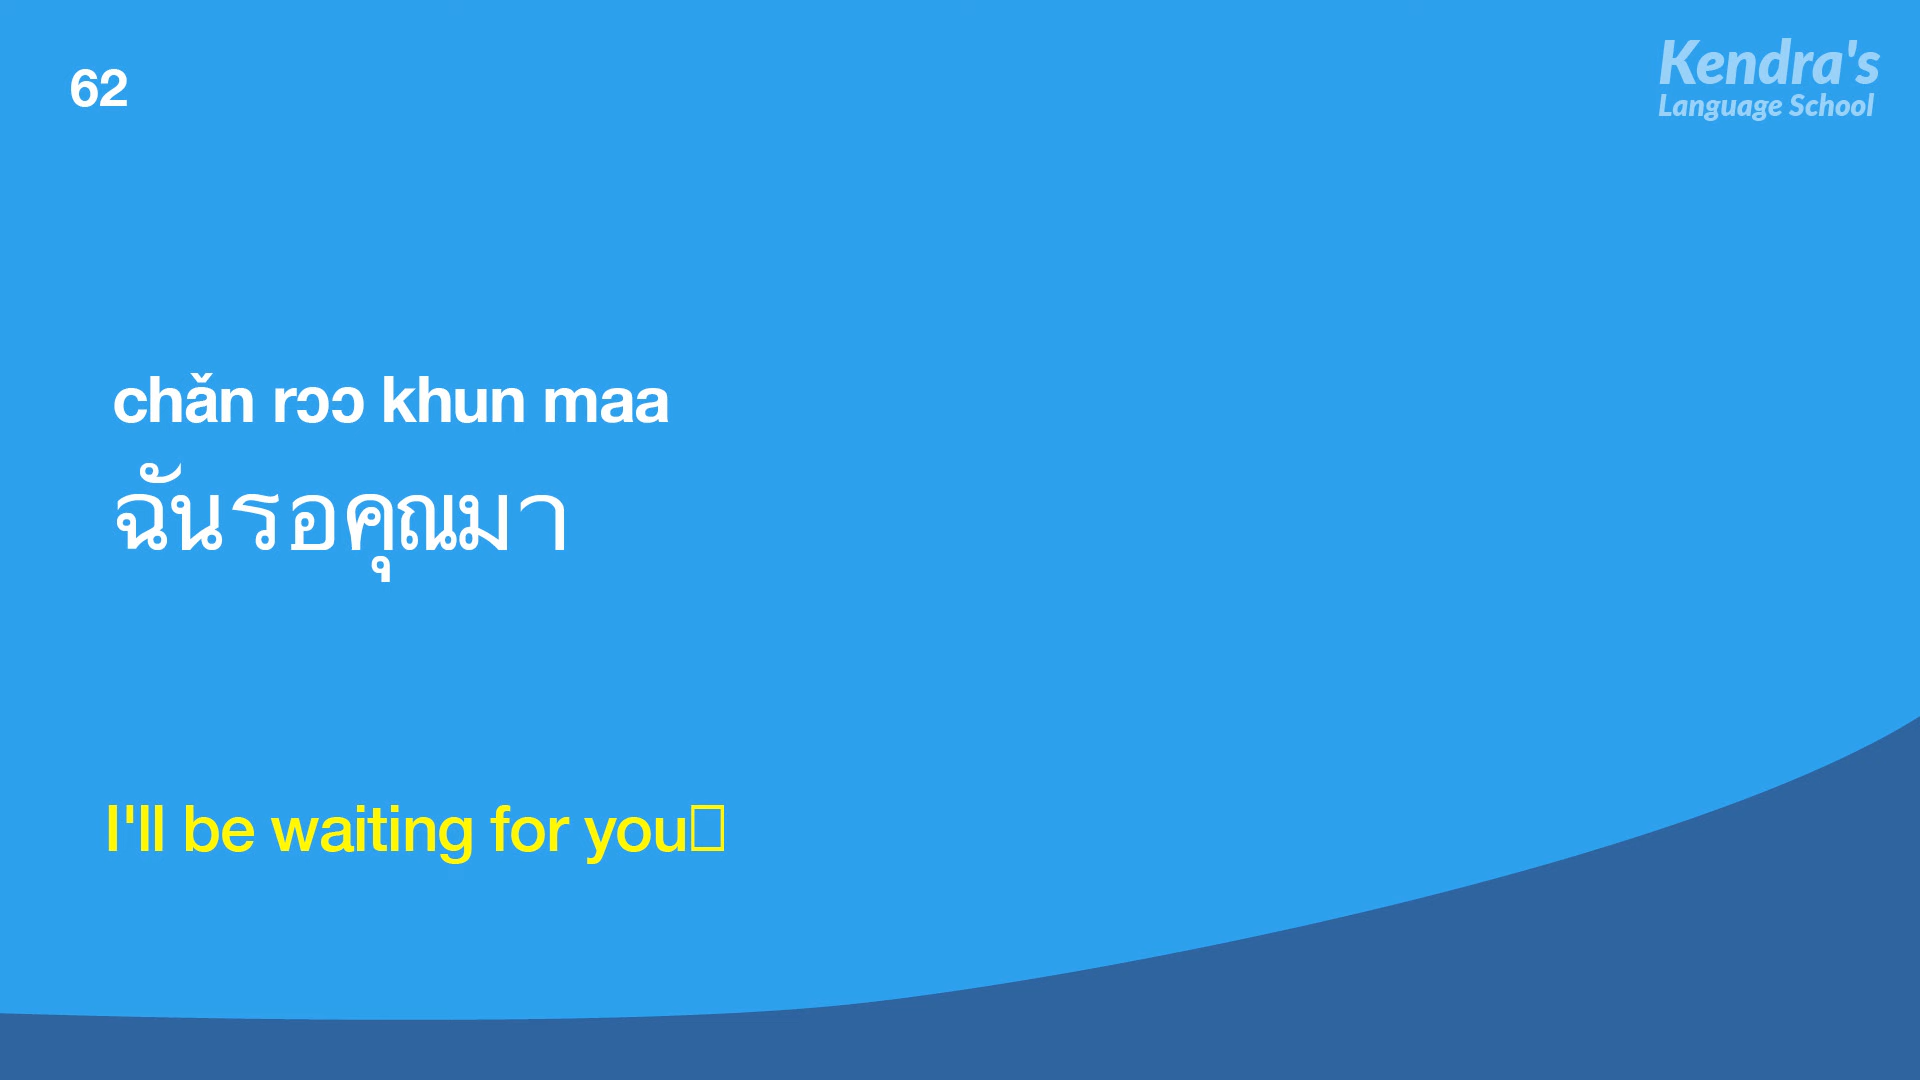 62
Kendra's
Language School
chǎn rɔɔ khun maa
ฉันรอคุณมา
I'll be waiting for you